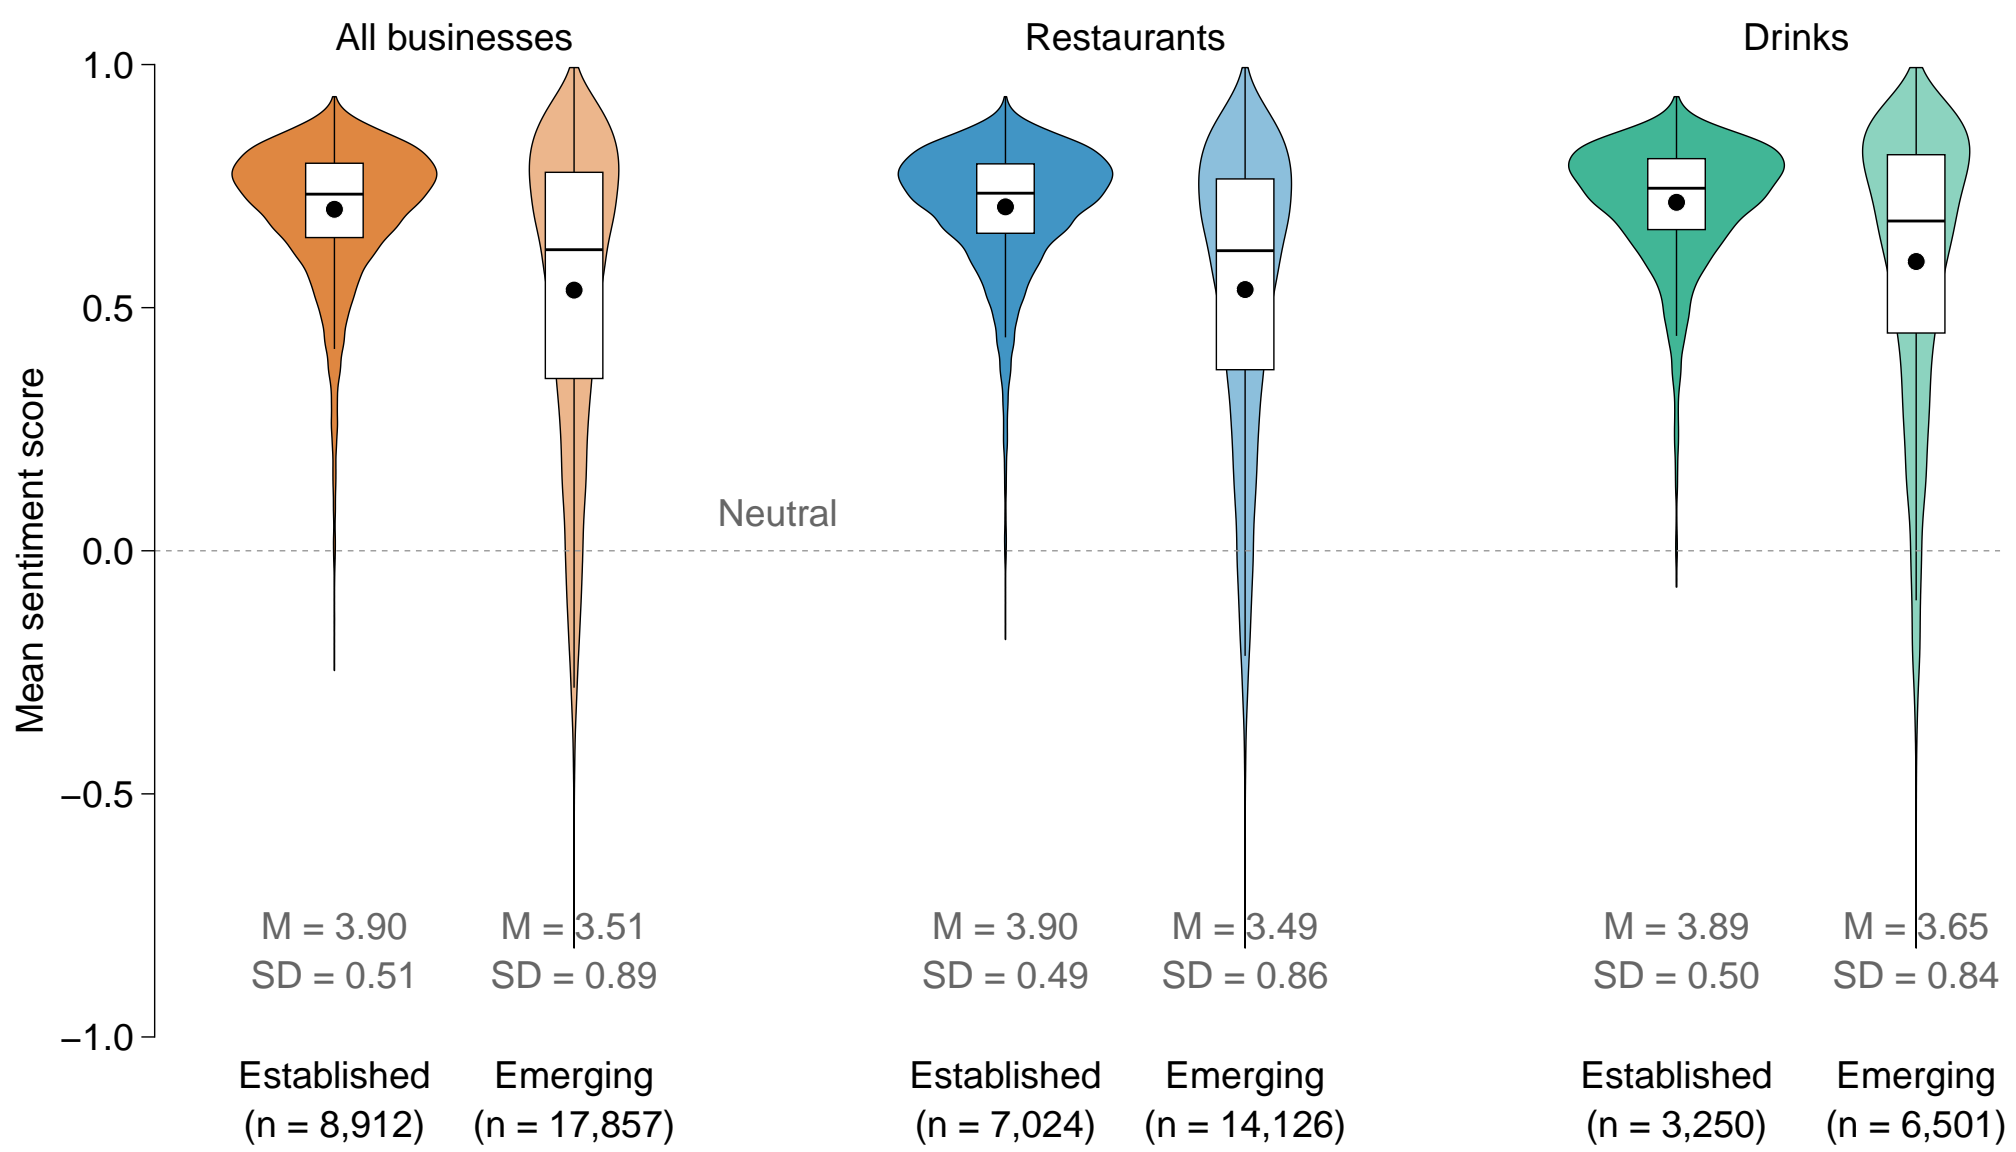 All businesses
Restaurants
Drinks
1.0
0.5
0.0
−0.5
−1.0
Mean sentiment score
Neutral
M = 3.90
SD = 0.51
M = 3.51
SD = 0.89
M = 3.90
SD = 0.49
M = 3.49
SD = 0.86
M = 3.89
SD = 0.50
M = 3.65
SD = 0.84
Established
(n = 8,912)
Emerging
(n = 17,857)
Established
(n = 7,024)
Emerging
(n = 14,126)
Established
(n = 3,250)
Emerging
(n = 6,501)